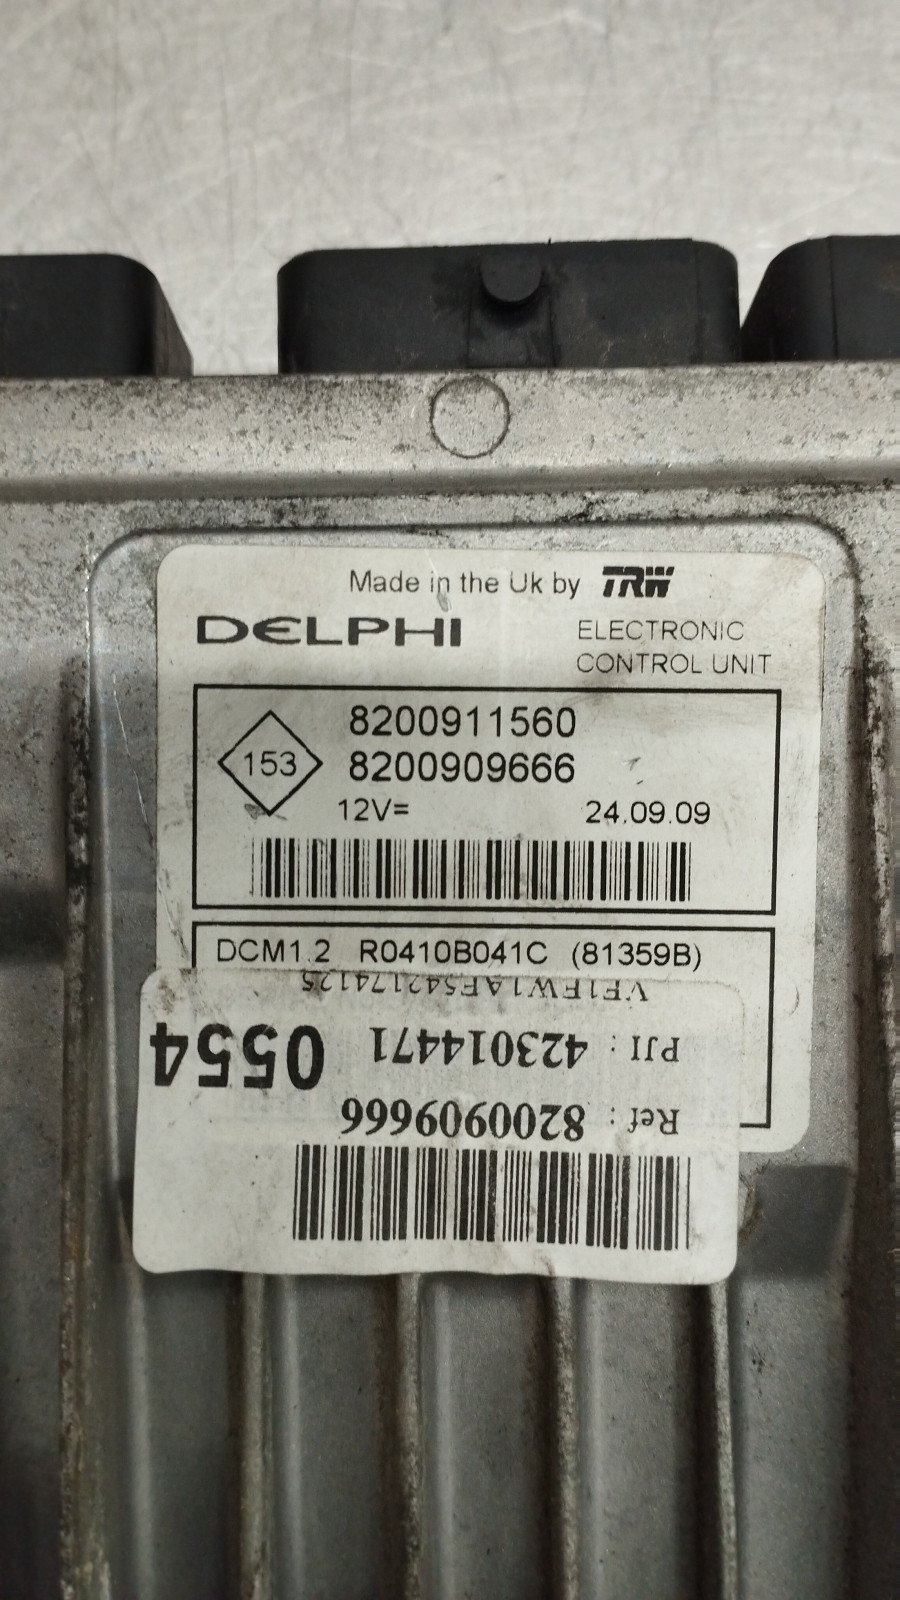 Made in the Uk by TRW
DELPHI
ELECTRONIC
CONTROL UNIT
153
8200911560
8200909666
12V=
24.09.09
DCM1.2 R0410B041C (81359B)
VF1FW1AF542174125
PJI : 423014471
0554
Ref : 8200909666